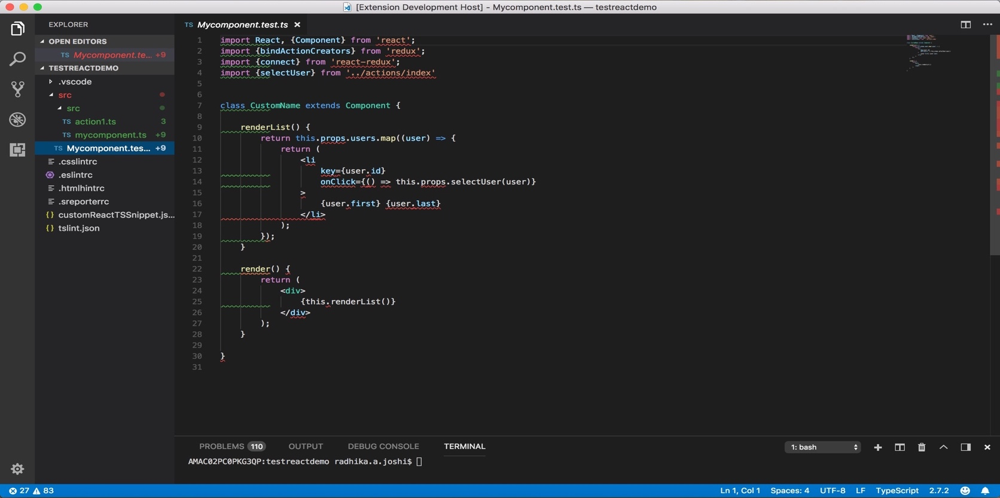 [Extension Development Host] - Mycomponent.test.ts — testreactdemo
EXPLORER
OPEN EDITORS
TS Mycomponent.te... +9
TESTREACTDEMO
.vscode
src
src
TS action1.ts 3
TS mycomponent.ts +9
TS Mycomponent.tes... +9
.csslintrc
.eslintrc
.htmlhintrc
.sreporterrc
{} customReactTSSnippet.js...
{} tslint.json
TS Mycomponent.test.ts
1 import React, {Component} from 'react';
2 import {bindActionCreators} from 'redux';
3 import {connect} from 'react-redux';
4 import {selectUser} from '../actions/index'
5
6
7 class CustomName extends Component {
8
9 renderList() {
10 return this.props.users.map((user) => {
11 return (
12 <li
13 key={user.id}
14 onClick={() => this.props.selectUser(user)}
15 >
16 {user.first} {user.last}
17 </li>
18 );
19 });
20 }
21
22 render() {
23 return (
24 <div>
25 {this.renderList()}
26 </div>
27 );
28 }
29
30 }
31
PROBLEMS 110 OUTPUT DEBUG CONSOLE TERMINAL 1: bash
AMAC02PC0PKG3QP:testreactdemo radhika.a.joshi$
27 83 Ln 1, Col 1 Spaces: 4 UTF-8 LF TypeScript 2.7.2